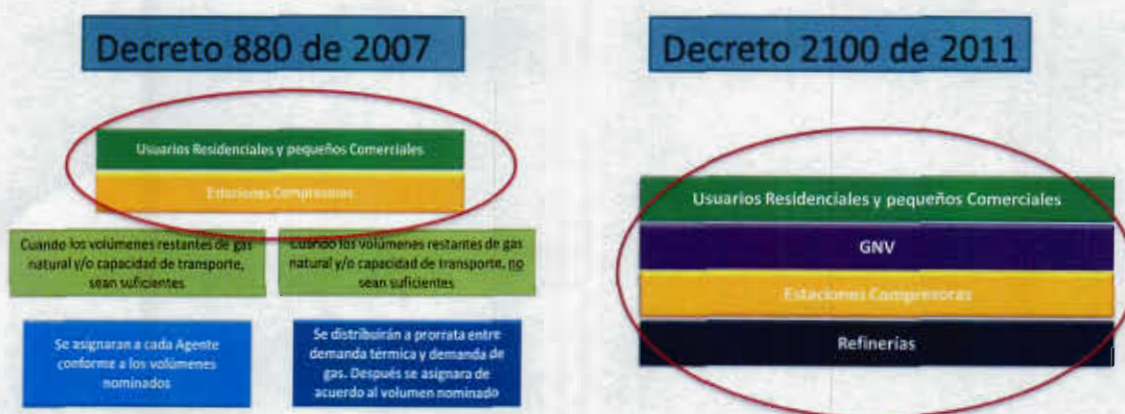 Decreto 880 de 2007
Usuarios Residenciales y pequeños Comerciales
Estaciones Compresoras
Cuando los volúmenes restantes de gas
natural y/o capacidad de transporte,
sean suficientes
Cuando los volúmenes restantes de gas
natural y/o capacidad de transporte, no
sean suficientes
Se asignaran a cada Agente
conforme a los volúmenes
nominados
Se distribuirán a prorrata entre
demanda térmica y demanda de
gas. Después se asignara de
acuerdo al volumen nominado
Decreto 2100 de 2011
Usuarios Residenciales y pequeños Comerciales
GNV
Estaciones Compresoras
Refinerías